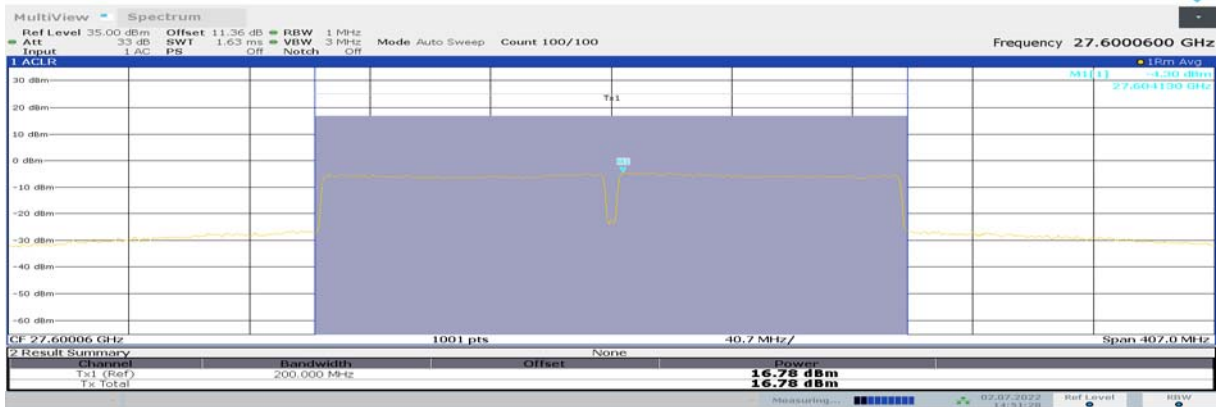 MultiView Spectrum
Ref Level 35.00 dBm Offset 11.36 dB RBW 1 MHz
Att 33 dB SWT 1.63 ms VBW 3 MHz Mode Auto Sweep Count 100/100 Frequency 27.6000600 GHz
Input 1 AC PS Off Notch Off
1 ACLR 1Rm Avg
M1[1] -4.30 dBm
27.604130 GHz
30 dBm
Tx1
20 dBm
10 dBm
0 dBm
M1
-10 dBm
-20 dBm
-30 dBm
-40 dBm
-50 dBm
-60 dBm
CF 27.60006 GHz 1001 pts 40.7 MHz/ Span 407.0 MHz
2 Result Summary None
Channel Bandwidth Offset Power
Tx1 (Ref) 200.000 MHz 16.78 dBm
Tx Total 16.78 dBm
Measuring... 07.07.2022 Ref Level RBW
14:51:28